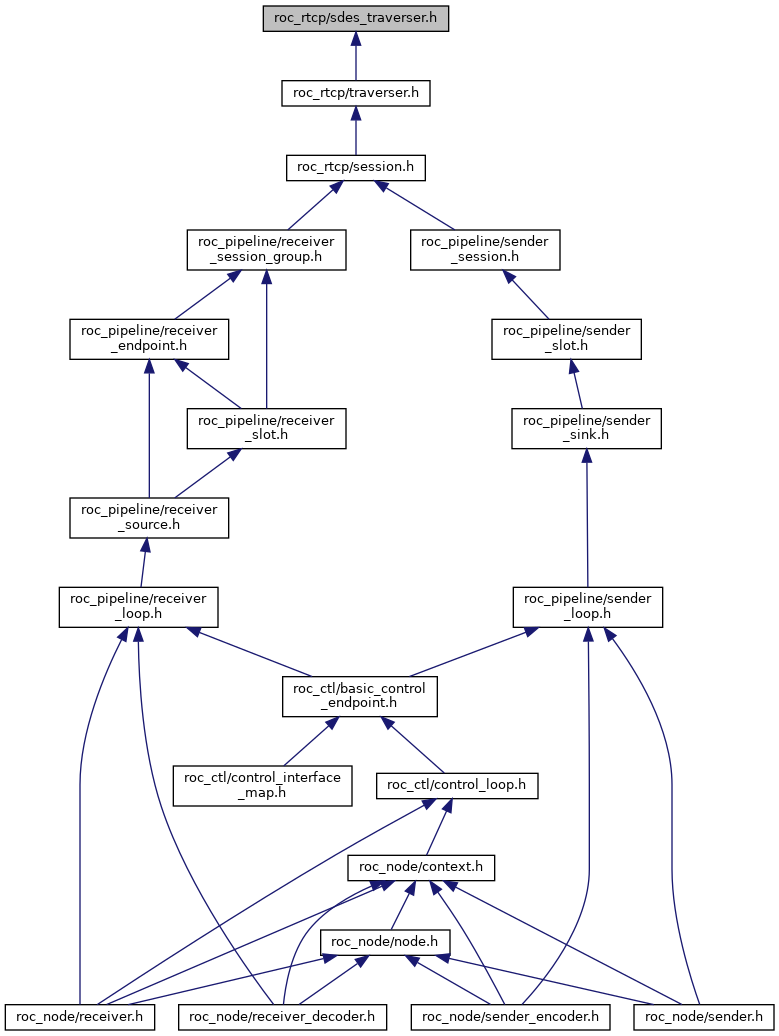 roc_rtcp/sdes_traverser.h
roc_rtcp/traverser.h
roc_rtcp/session.h
roc_pipeline/receiver
_session_group.h
roc_pipeline/sender
_session.h
roc_pipeline/receiver
_endpoint.h
roc_pipeline/sender
_slot.h
roc_pipeline/receiver
_slot.h
roc_pipeline/sender
_sink.h
roc_pipeline/receiver
_source.h
roc_pipeline/receiver
_loop.h
roc_pipeline/sender
_loop.h
roc_ctl/basic_control
_endpoint.h
roc_ctl/control_interface
_map.h
roc_ctl/control_loop.h
roc_node/context.h
roc_node/node.h
roc_node/receiver.h
roc_node/receiver_decoder.h
roc_node/sender_encoder.h
roc_node/sender.h